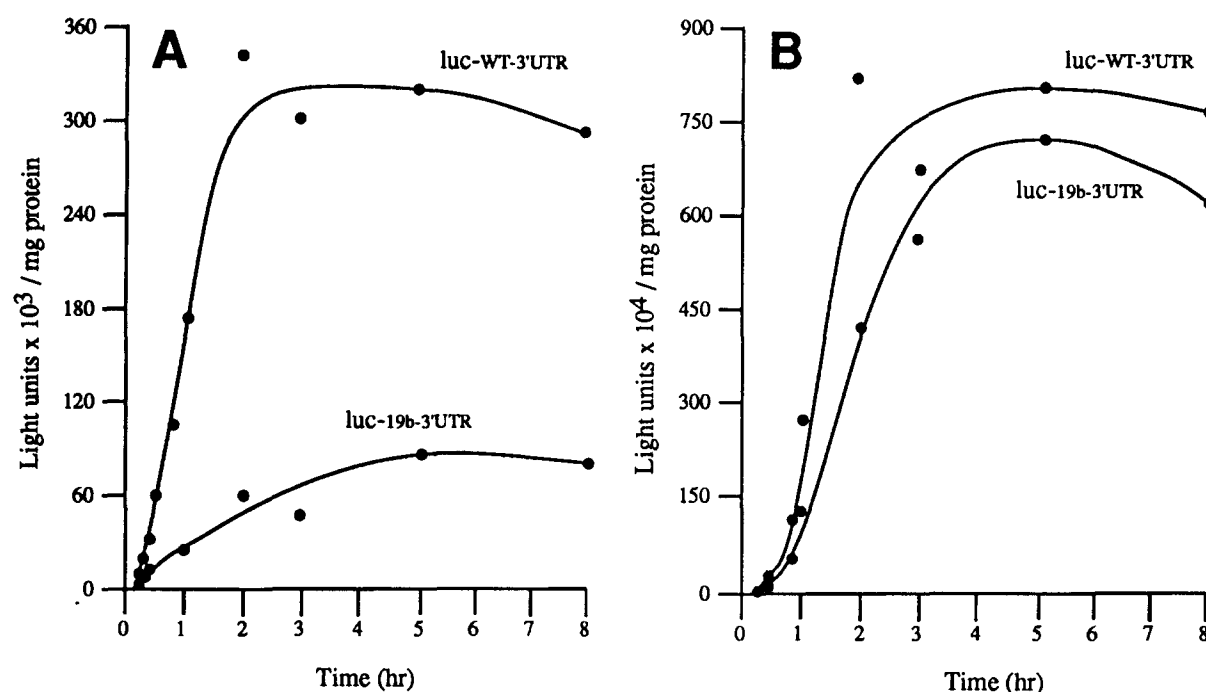 A
Light units x 10³ / mg protein
360
300
240
180
120
60
0
luc-WT-3'UTR
luc-19b-3'UTR
0 1 2 3 4 5 6 7 8
Time (hr)
B
Light units x 10⁴ / mg protein
900
750
600
450
300
150
0
luc-WT-3'UTR
luc-19b-3'UTR
0 1 2 3 4 5 6 7 8
Time (hr)